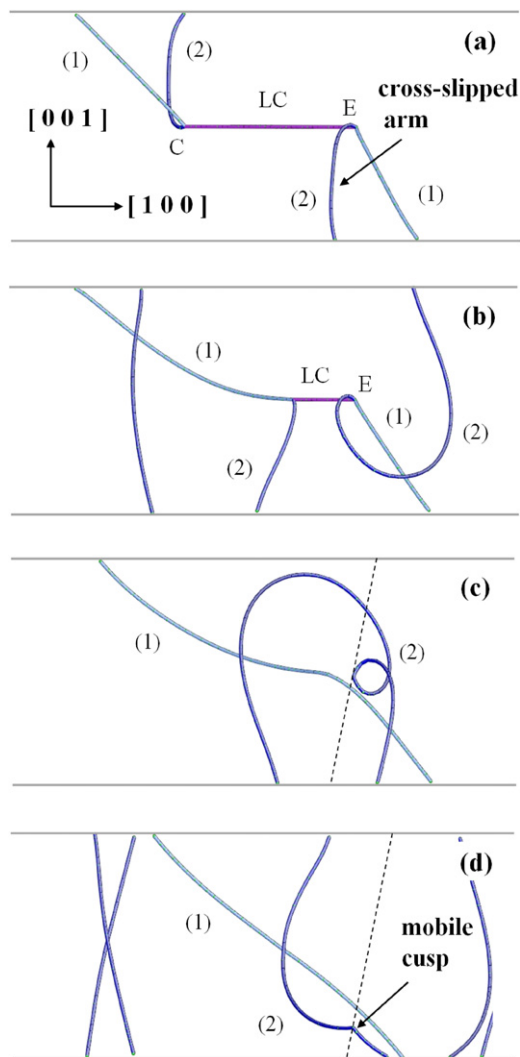 (a)
(1)
(2)
LC
E
cross-slipped
arm
C
[ 0 0 1 ]
[ 1 0 0 ]
(2)
(1)
(b)
(1)
LC
E
(1)
(2)
(2)
(c)
(1)
(2)
(d)
(1)
mobile
cusp
(2)